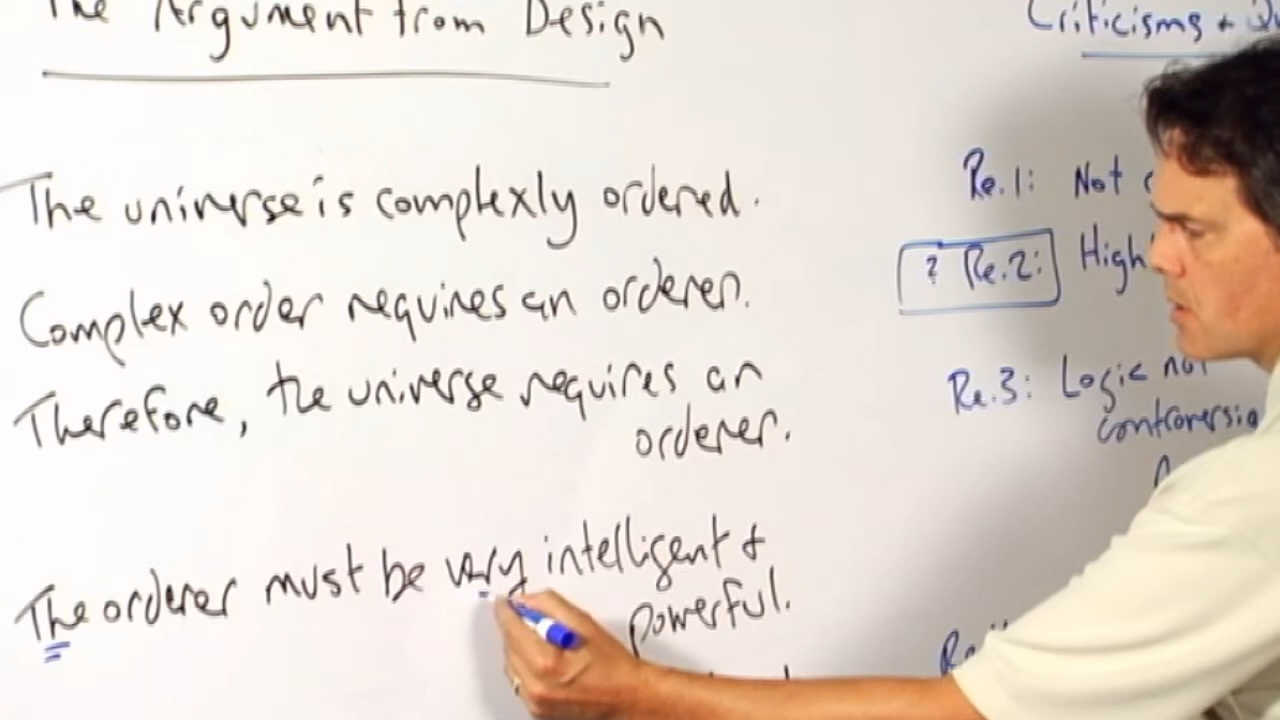 The Argument from Design
The universe is complexly ordered.
Complex order requires an orderer.
Therefore, the universe requires an
orderer.
The orderer must be very intelligent +
powerful.
Criticisms +
Re.1: Not
? Re.2: High
Re.3: Logic not
controversia